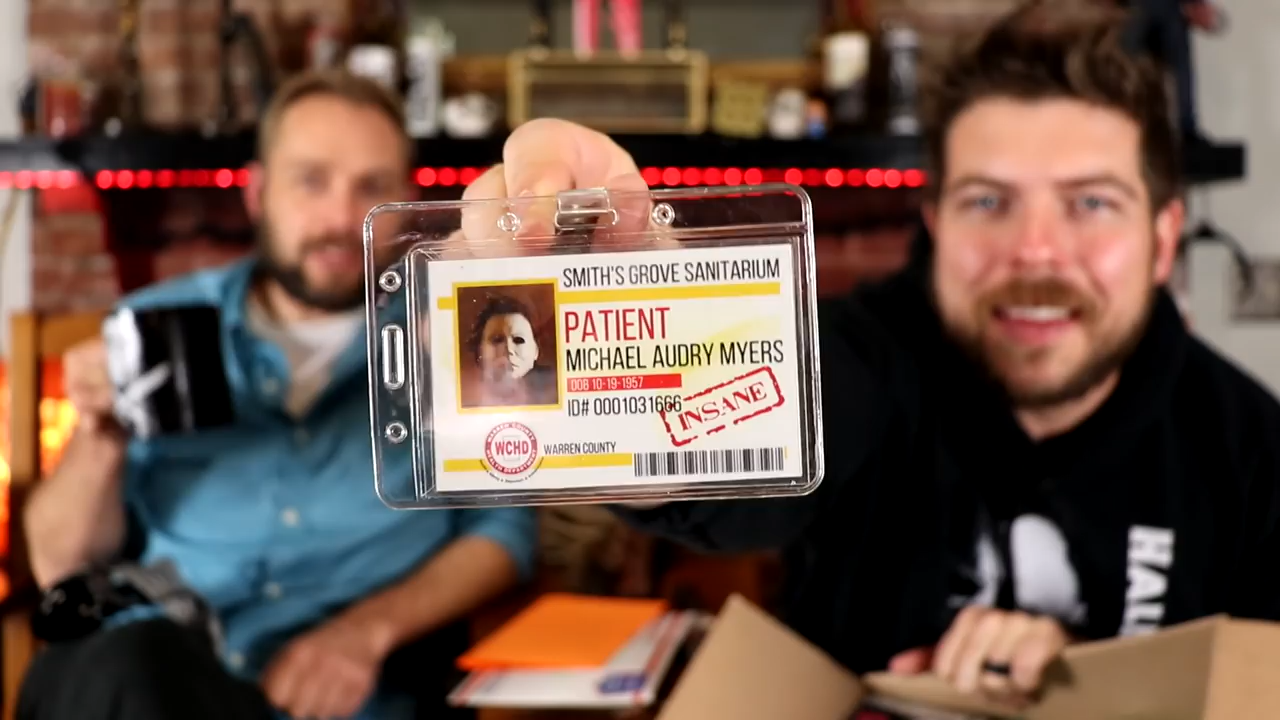 SMITH'S GROVE SANITARIUM
PATIENT
MICHAEL AUDRY MYERS
DOB 10-19-1957
ID# 0001031666
INSANE
WCHD
WARREN COUNTY